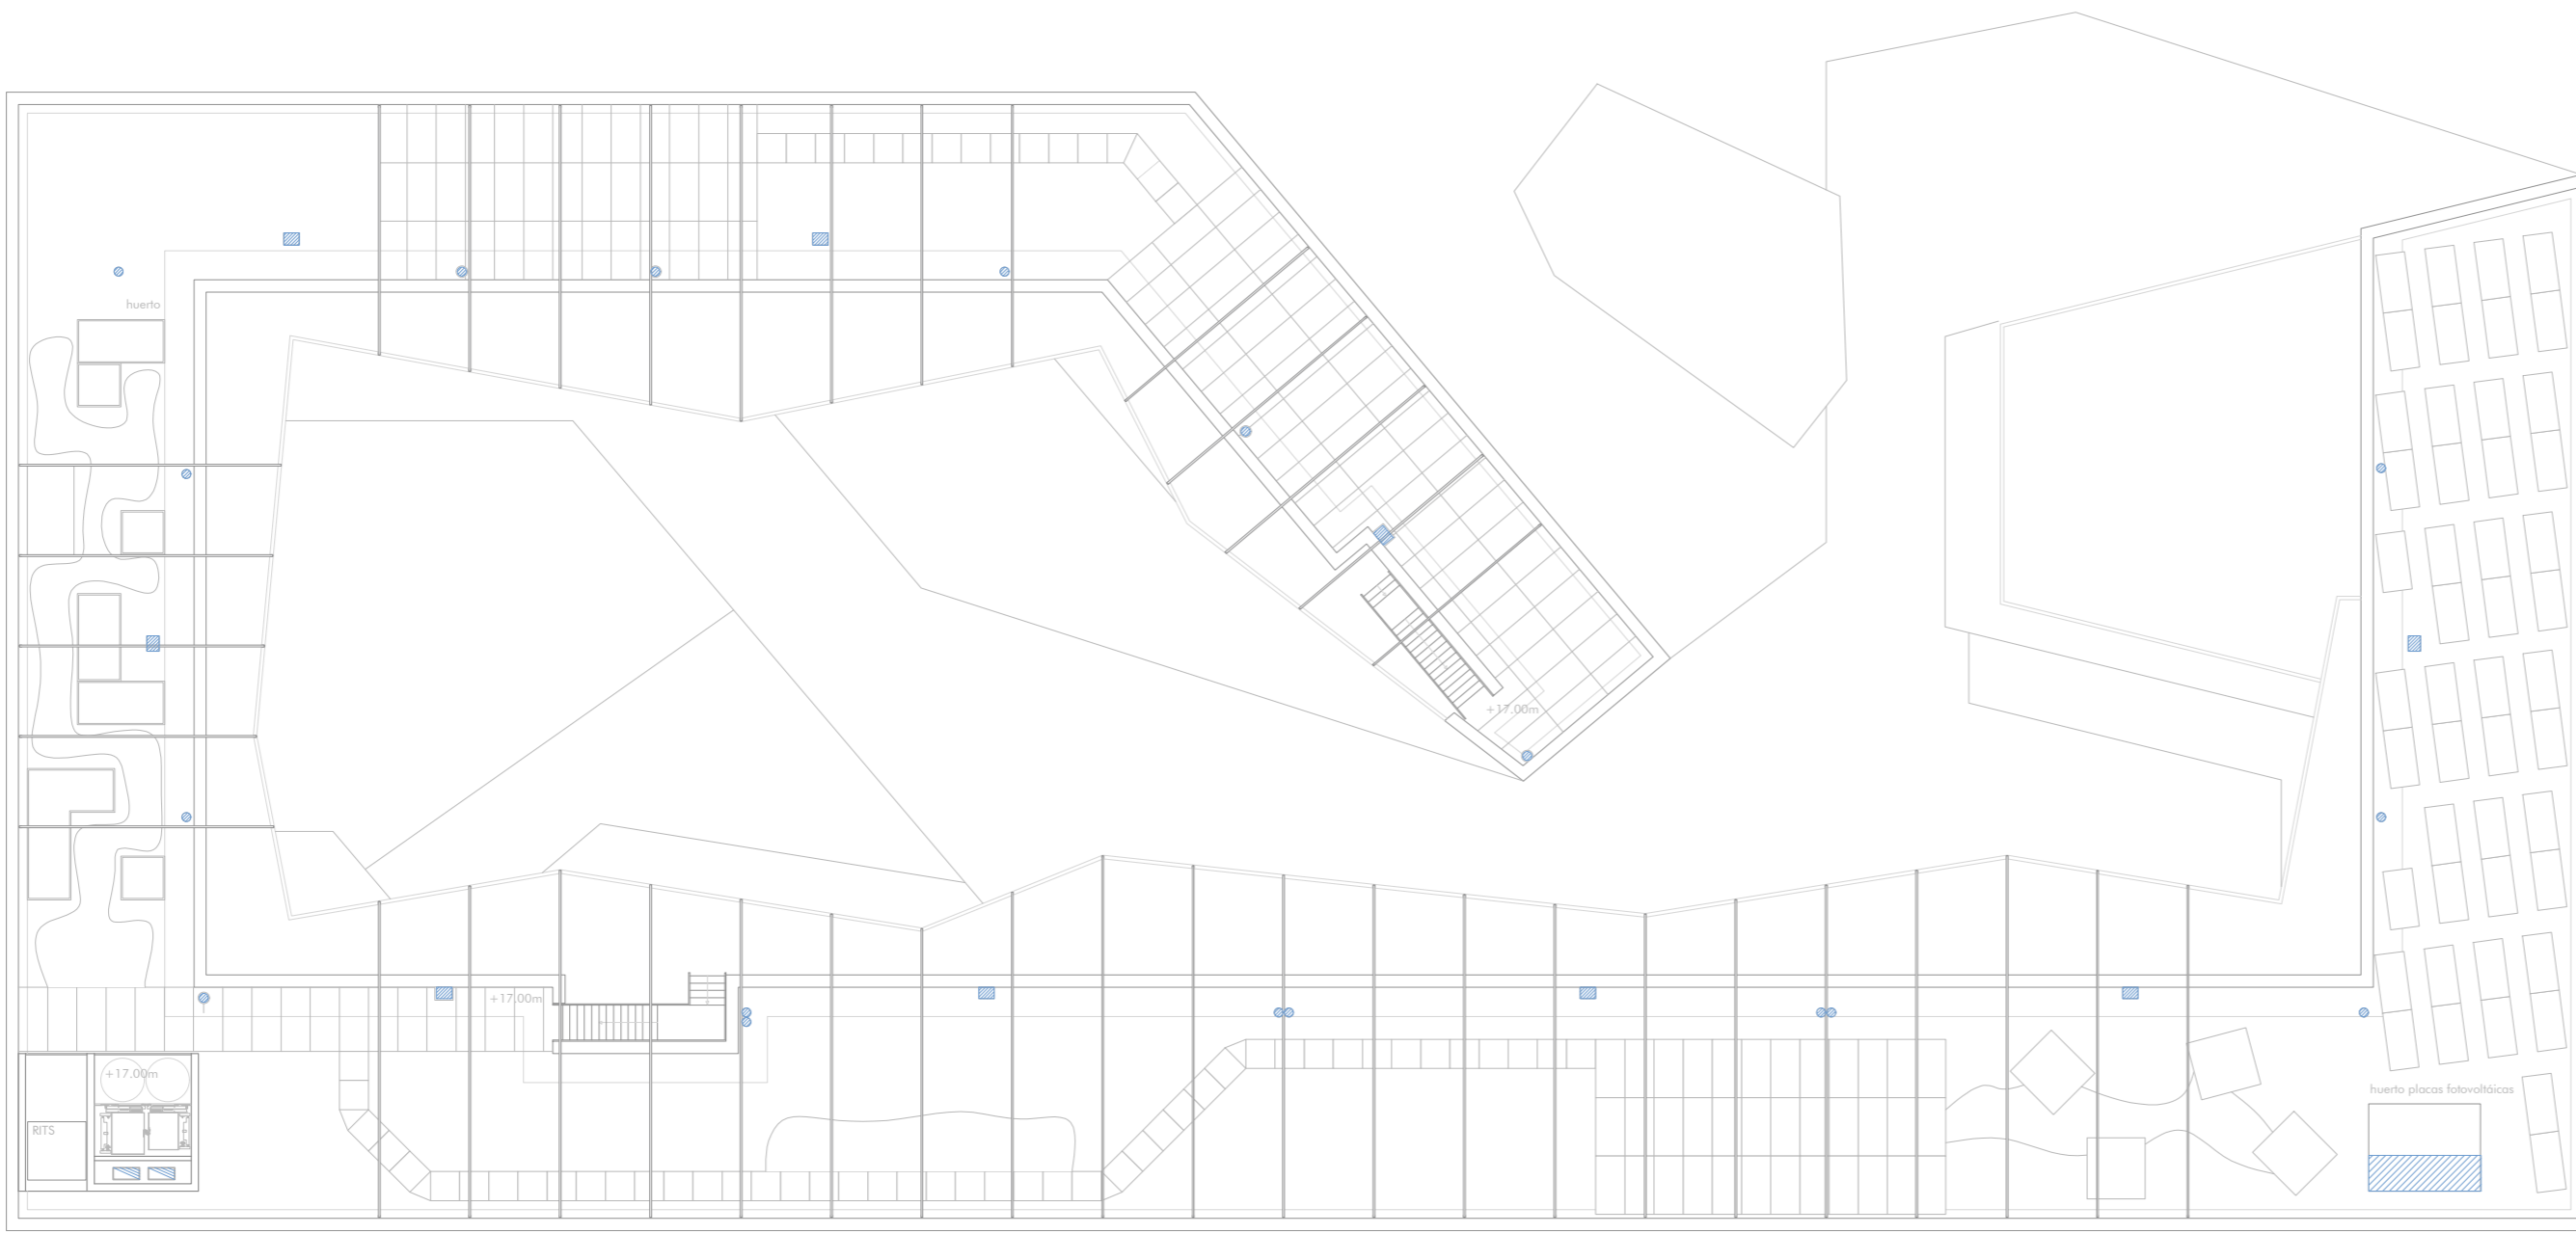 huerto
+17.00m
+17.00m
+17.00m
huerto placas fotovoltáicas
RITS